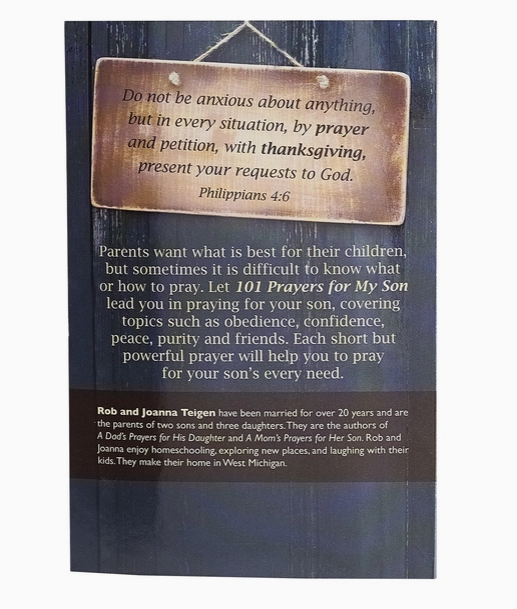 Do not be anxious about anything,
but in every situation, by prayer
and petition, with thanksgiving,
present your requests to God.
Philippians 4:6
Parents want what is best for their children,
but sometimes it is difficult to know what
or how to pray. Let 101 Prayers for My Son
lead you in praying for your son, covering
topics such as obedience, confidence,
peace, purity and friends. Each short but
powerful prayer will help you to pray
for your son's every need.
Rob and Joanna Teigen have been married for over 20 years and are
the parents of two sons and three daughters. They are the authors of
A Dad's Prayers for His Daughter and A Mom's Prayers for Her Son. Rob and
Joanna enjoy homeschooling, exploring new places, and laughing with their
kids. They make their home in West Michigan.